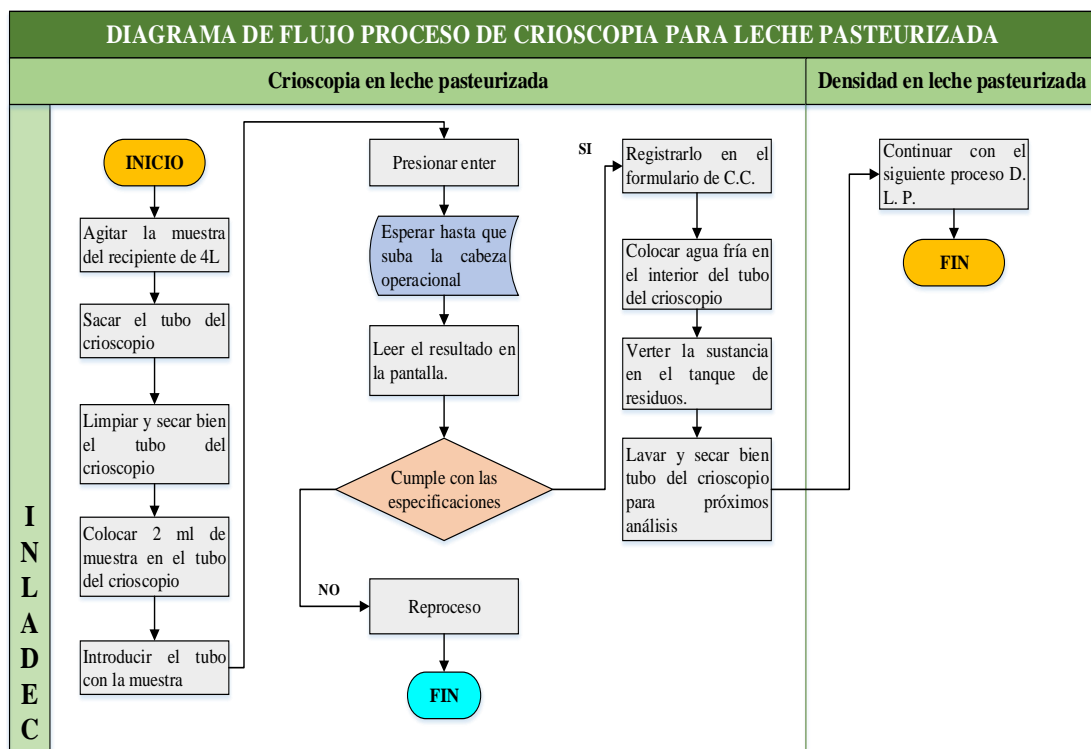 DIAGRAMA DE FLUJO PROCESO DE CRIOSCOPIA PARA LECHE PASTEURIZADA
Crioscopia en leche pasteurizada
Densidad en leche pasteurizada
I
N
L
A
D
E
C
INICIO
Agitar la muestra
del recipiente de 4L
Sacar el tubo del
crioscopio
Limpiar y secar bien
el tubo del
crioscopio
Colocar 2 ml de
muestra en el tubo
del crioscopio
Introducir el tubo
con la muestra
Presionar enter
Esperar hasta que
suba la cabeza
operacional
Leer el resultado en
la pantalla.
Cumple con las
especificaciones
NO
Reproceso
FIN
SI
Registrarlo en el
formulario de C.C.
Colocar agua fría en
el interior del tubo
del crioscopio
Verter la sustancia
en el tanque de
residuos.
Lavar y secar bien
tubo del crioscopio
para próximos
análisis
Continuar con el
siguiente proceso D.
L. P.
FIN